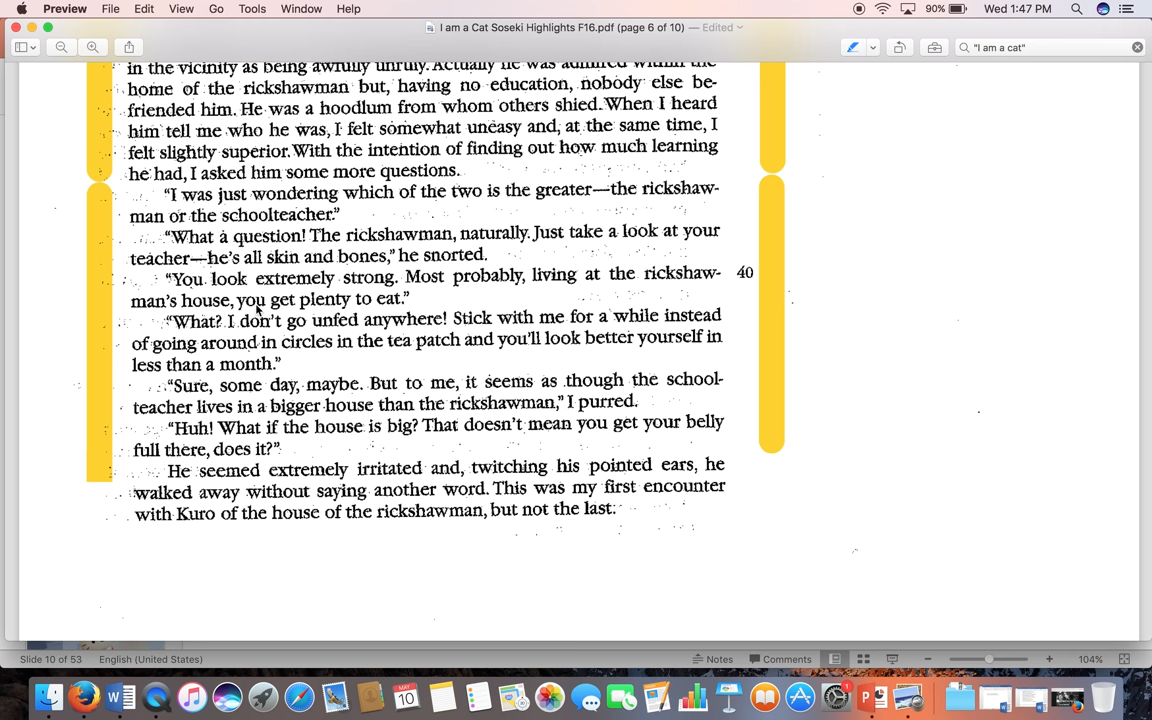 Preview File Edit View Go Tools Window Help 90% Wed 1:47 PM
I am a Cat Soseki Highlights F16.pdf (page 6 of 10) — Edited
"I am a cat"
in the vicinity as being awfully unruly. Actually he was admired within the
home of the rickshawman but, having no education, nobody else be-
friended him. He was a hoodlum from whom others shied. When I heard
him tell me who he was, I felt somewhat uneasy and, at the same time, I
felt slightly superior. With the intention of finding out how much learning
he had, I asked him some more questions.
“I was just wondering which of the two is the greater—the rickshaw-
man or the schoolteacher.”
“What a question! The rickshawman, naturally. Just take a look at your
teacher—he’s all skin and bones,” he snorted.
“You look extremely strong. Most probably, living at the rickshaw- 40
man’s house, you get plenty to eat.”
“What? I don’t go unfed anywhere! Stick with me for a while instead
of going around in circles in the tea patch and you’ll look better yourself in
less than a month.”
“Sure, some day, maybe. But to me, it seems as though the school-
teacher lives in a bigger house than the rickshawman,” I purred.
“Huh! What if the house is big? That doesn’t mean you get your belly
full there, does it?”
He seemed extremely irritated and, twitching his pointed ears, he
walked away without saying another word. This was my first encounter
with Kuro of the house of the rickshawman, but not the last.
Slide 10 of 53 English (United States) Notes Comments 104%
MAY
10
1